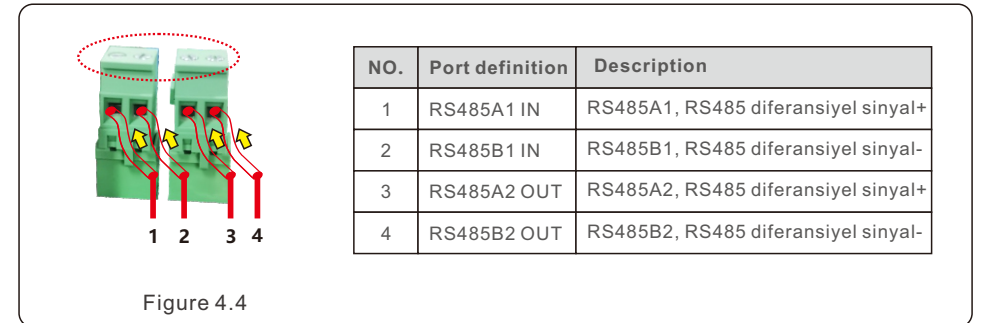 NO. Port definition Description
1 RS485A1 IN RS485A1, RS485 diferansiyel sinyal+
2 RS485B1 IN RS485B1, RS485 diferansiyel sinyal-
3 RS485A2 OUT RS485A2, RS485 diferansiyel sinyal+
4 RS485B2 OUT RS485B2, RS485 diferansiyel sinyal-
1 2 3 4
Figure 4.4